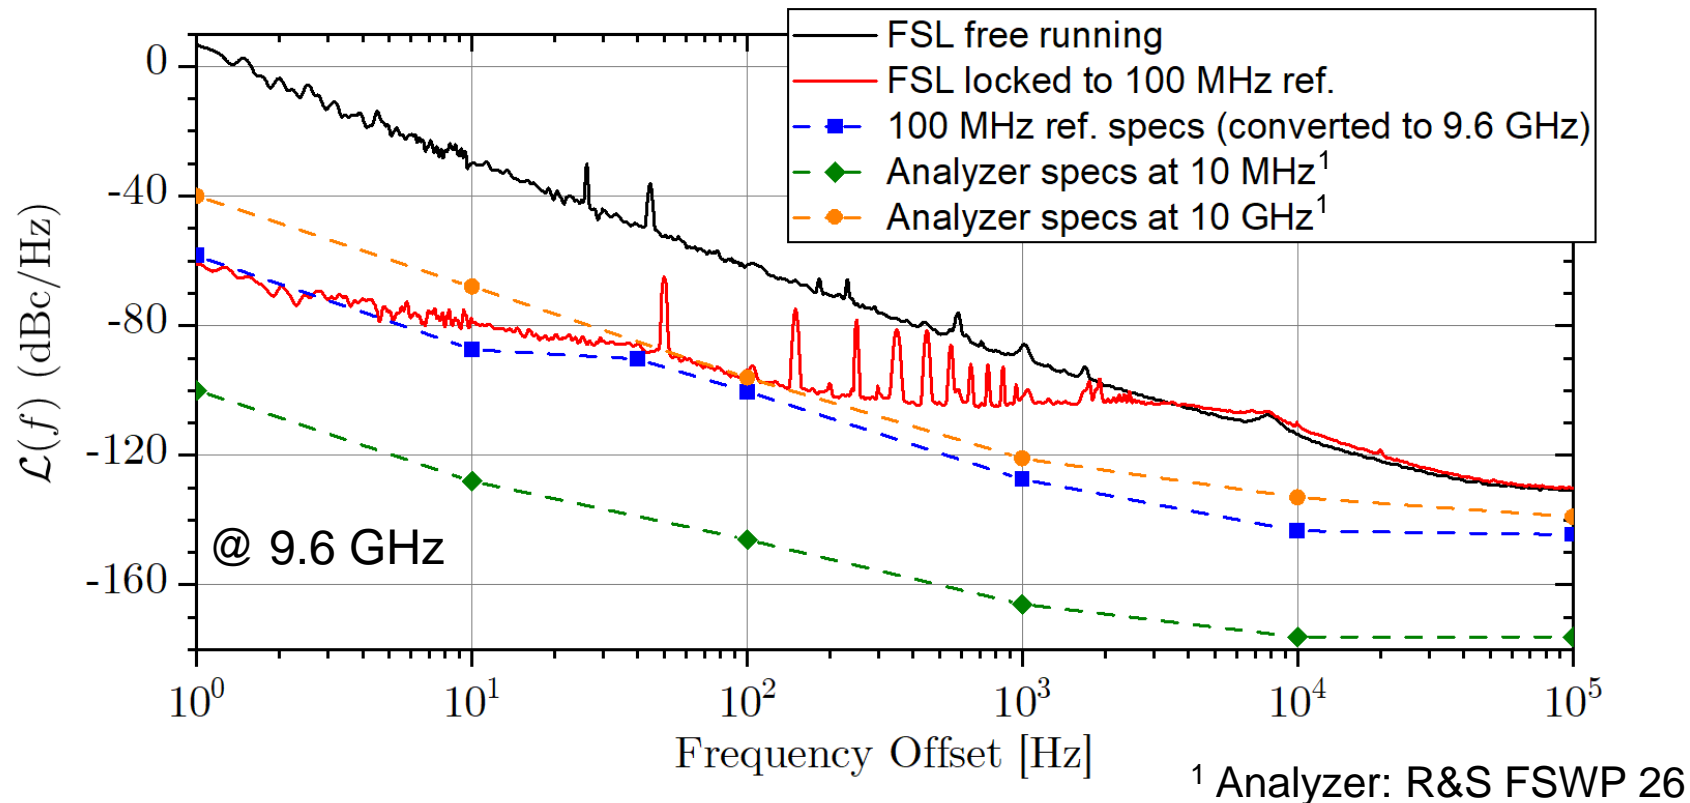 FSL free running
FSL locked to 100 MHz ref.
100 MHz ref. specs (converted to 9.6 GHz)
Analyzer specs at 10 MHz¹
Analyzer specs at 10 GHz¹
ℒ(f) (dBc/Hz)
0
-40
-80
-120
-160
@ 9.6 GHz
10⁰ 10¹ 10² 10³ 10⁴ 10⁵
Frequency Offset [Hz]
¹ Analyzer: R&S FSWP 26